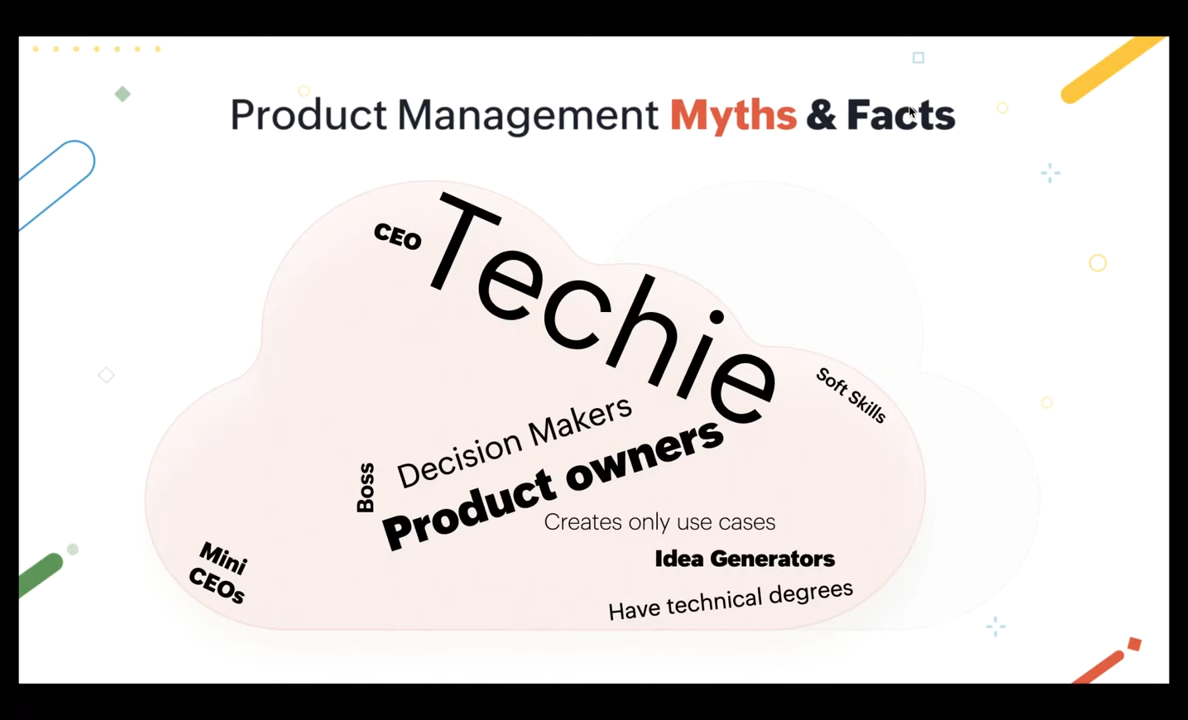 Product Management Myths & Facts
CEO
Techie
Soft Skills
Decision Makers
Product owners
Boss
Creates only use cases
Idea Generators
Mini
CEOs
Have technical degrees